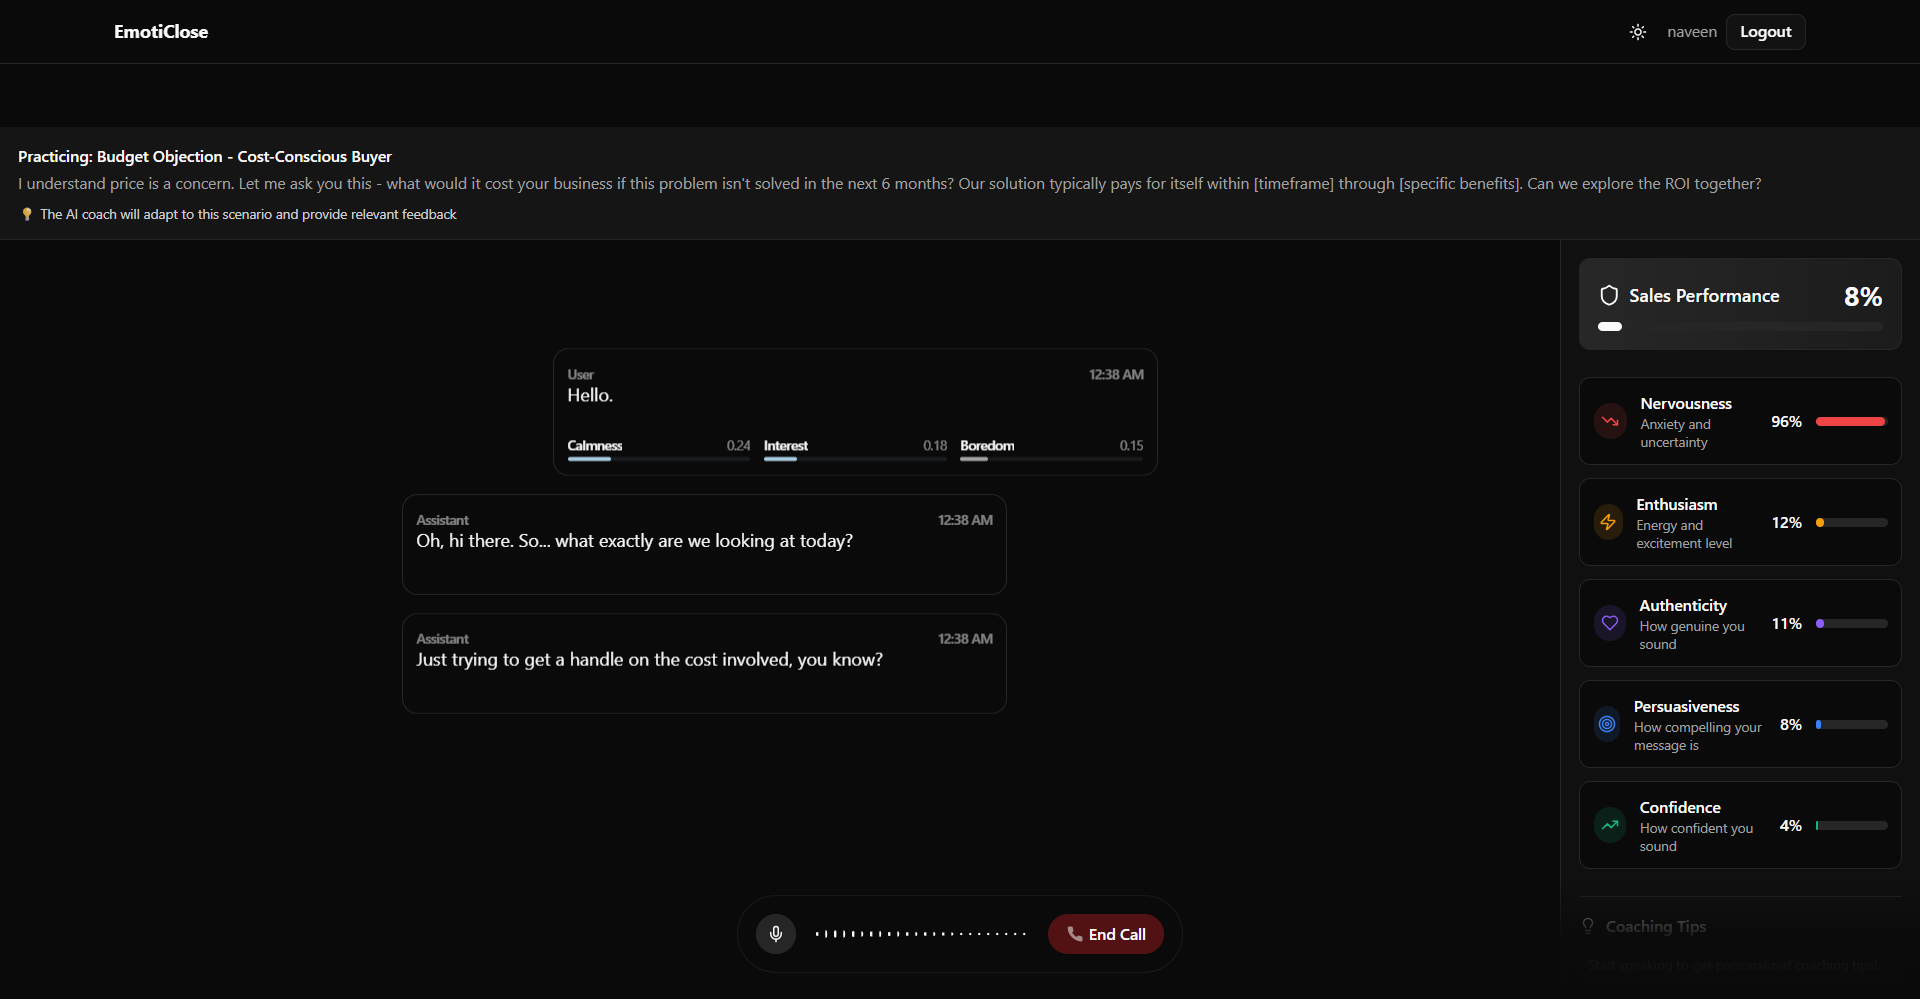 EmotiClose
naveen
Logout
Practicing: Budget Objection - Cost-Conscious Buyer
I understand price is a concern. Let me ask you this - what would it cost your business if this problem isn't solved in the next 6 months? Our solution typically pays for itself within [timeframe] through [specific benefits]. Can we explore the ROI together?
The AI coach will adapt to this scenario and provide relevant feedback
User
12:38 AM
Hello.
Calmness 0.24
Interest 0.18
Boredom 0.15
Assistant
12:38 AM
Oh, hi there. So... what exactly are we looking at today?
Assistant
12:38 AM
Just trying to get a handle on the cost involved, you know?
End Call
Sales Performance
8%
Nervousness
Anxiety and
uncertainty
96%
Enthusiasm
Energy and
excitement level
12%
Authenticity
How genuine you
sound
11%
Persuasiveness
How compelling your
message is
8%
Confidence
How confident you
sound
4%
Coaching Tips
Start speaking to get personalized coaching tips!